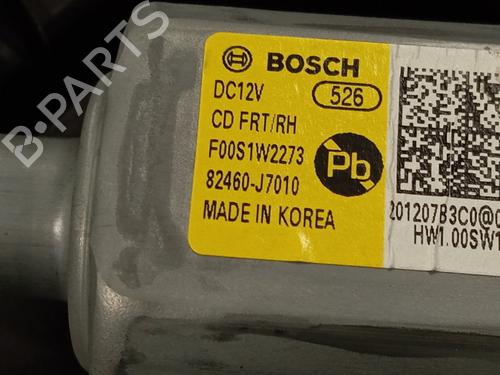 B-PARTS
BOSCH
DC12V 526
CD FRT/RH
F00S1W2273
82460-J7010
Pb
MADE IN KOREA
201207B3C0@0
HW1.00SW1